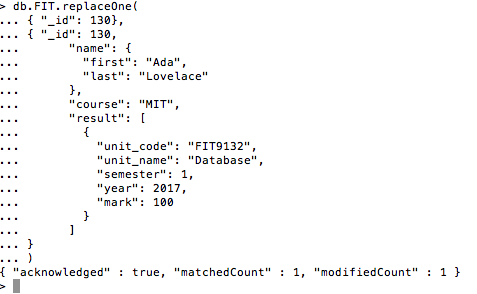 > db.FIT.replaceOne(
... { "_id": 130},
... { "_id": 130,
...       "name": {
...         "first": "Ada",
...         "last": "Lovelace"
...       },
...       "course": "MIT",
...       "result": [
...         {
...           "unit_code": "FIT9132",
...           "unit_name": "Database",
...           "semester": 1,
...           "year": 2017,
...           "mark": 100
...         }
...       ]
... }
... )
{ "acknowledged" : true, "matchedCount" : 1, "modifiedCount" : 1 }
>